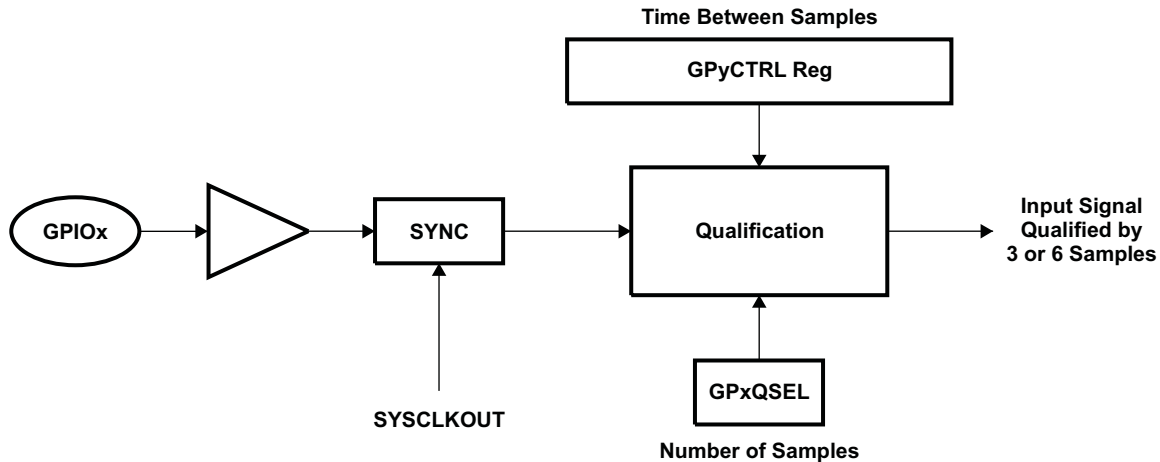 Time Between Samples
GPyCTRL Reg
GPIOx
SYNC
Qualification
Input Signal
Qualified by
3 or 6 Samples
SYSCLKOUT
GPxQSEL
Number of Samples